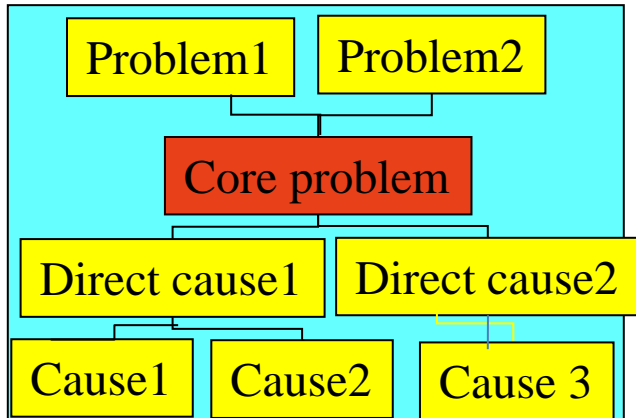 Problem1
Problem2
Core problem
Direct cause1
Direct cause2
Cause1
Cause2
Cause 3